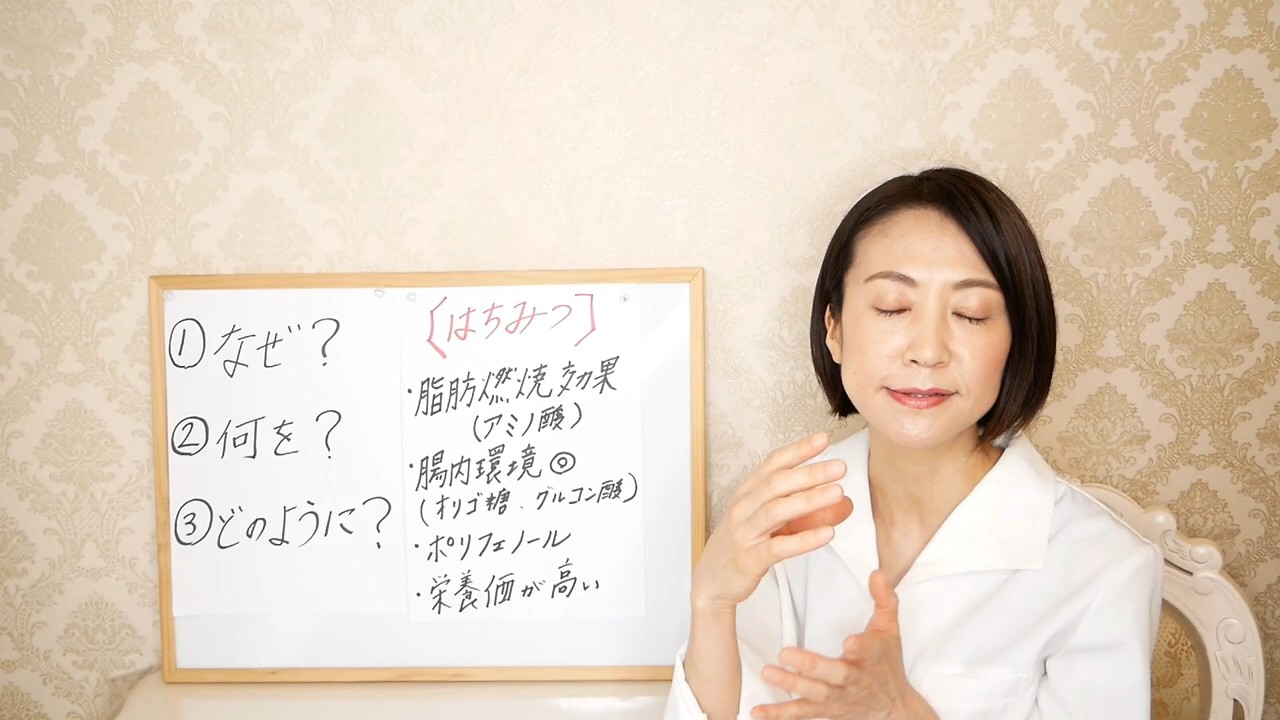 ①なぜ？
②何を？
③どのように？
〔はちみつ〕
・脂肪燃焼効果
(アミノ酸)
・腸内環境◎
(オリゴ糖、グルコン酸)
・ポリフェノール
・栄養価が高い